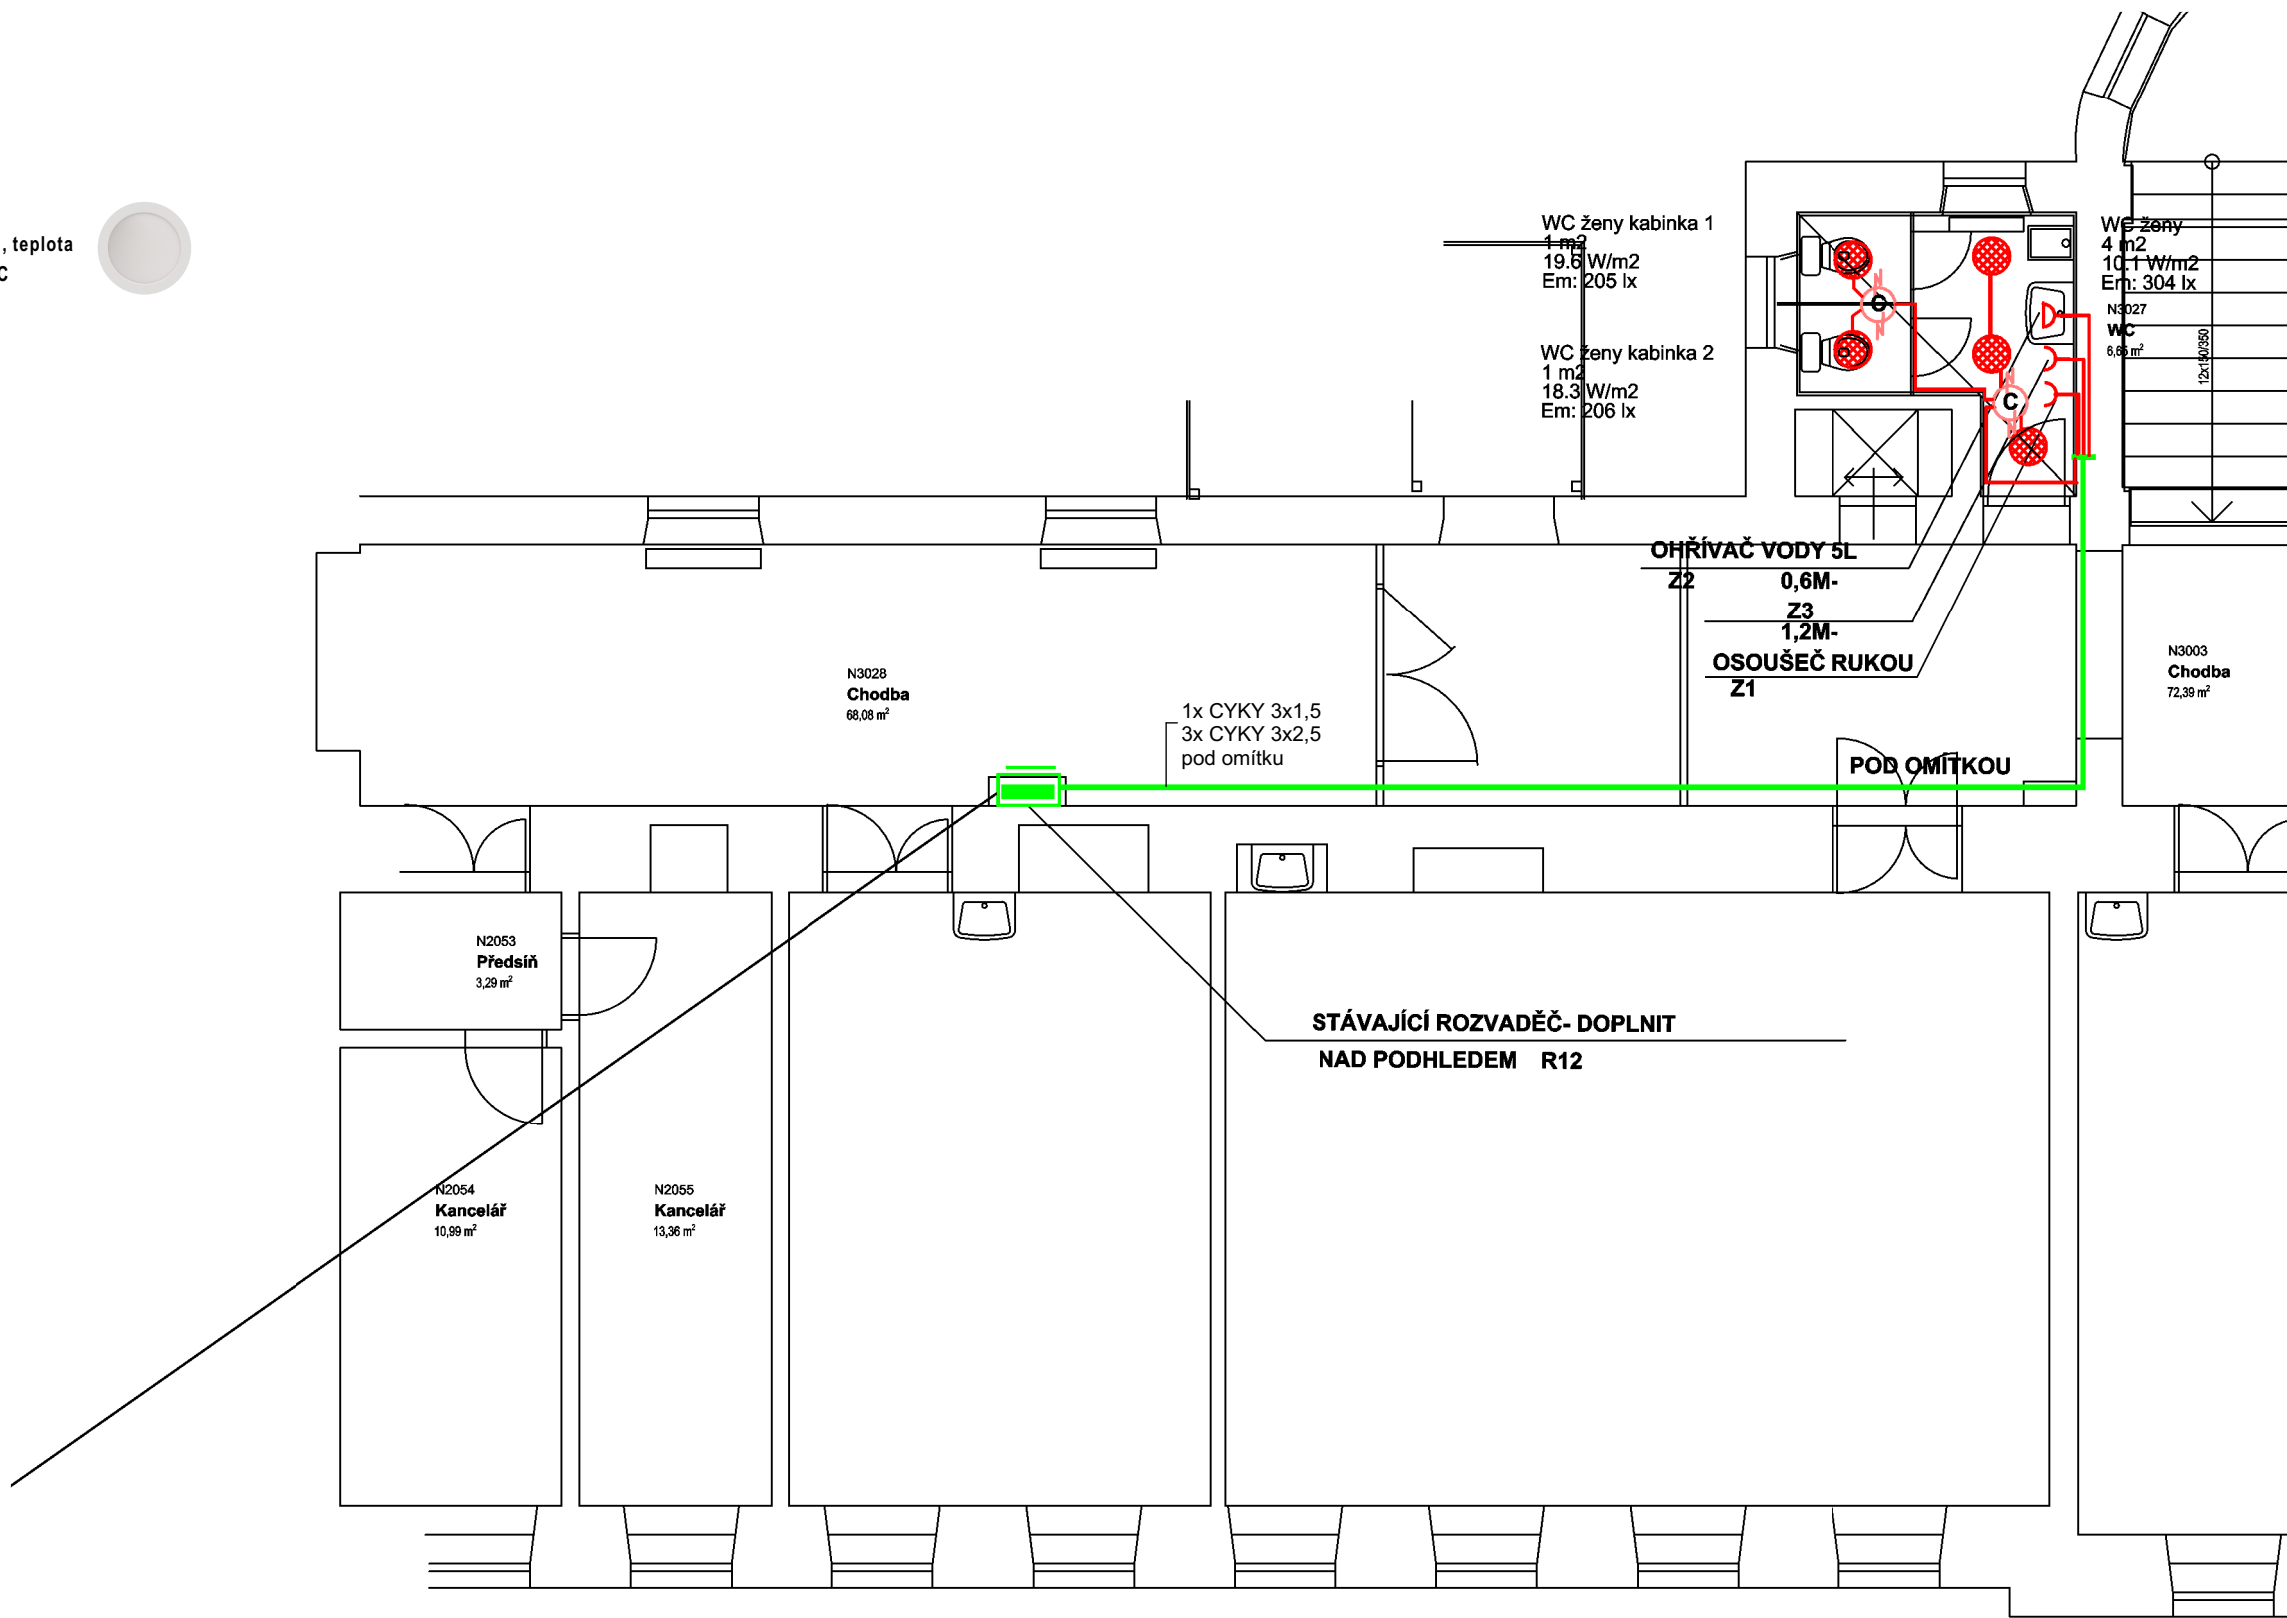 , teplota
C
WC ženy kabinka 1
1 m2
19.6 W/m2
Em: 205 lx
WC ženy kabinka 2
1 m2
18.3 W/m2
Em: 206 lx
WC ženy
4 m2
10.1 W/m2
Em: 304 lx
N3027
WC
6,65 m²
12x150/350
O
N
N
C
N
N
OHŘÍVAČ VODY 5L
Z2 0,6M-
Z3
1,2M-
OSOUŠEČ RUKOU
Z1
N3003
Chodba
72,39 m²
N3028
Chodba
68,08 m²
1x CYKY 3x1,5
3x CYKY 3x2,5
pod omítku
POD OMÍTKOU
N2053
Předsíň
3,29 m²
STÁVAJÍCÍ ROZVADĚČ- DOPLNIT
NAD PODHLEDEM R12
N2054
Kancelář
10,99 m²
N2055
Kancelář
13,36 m²